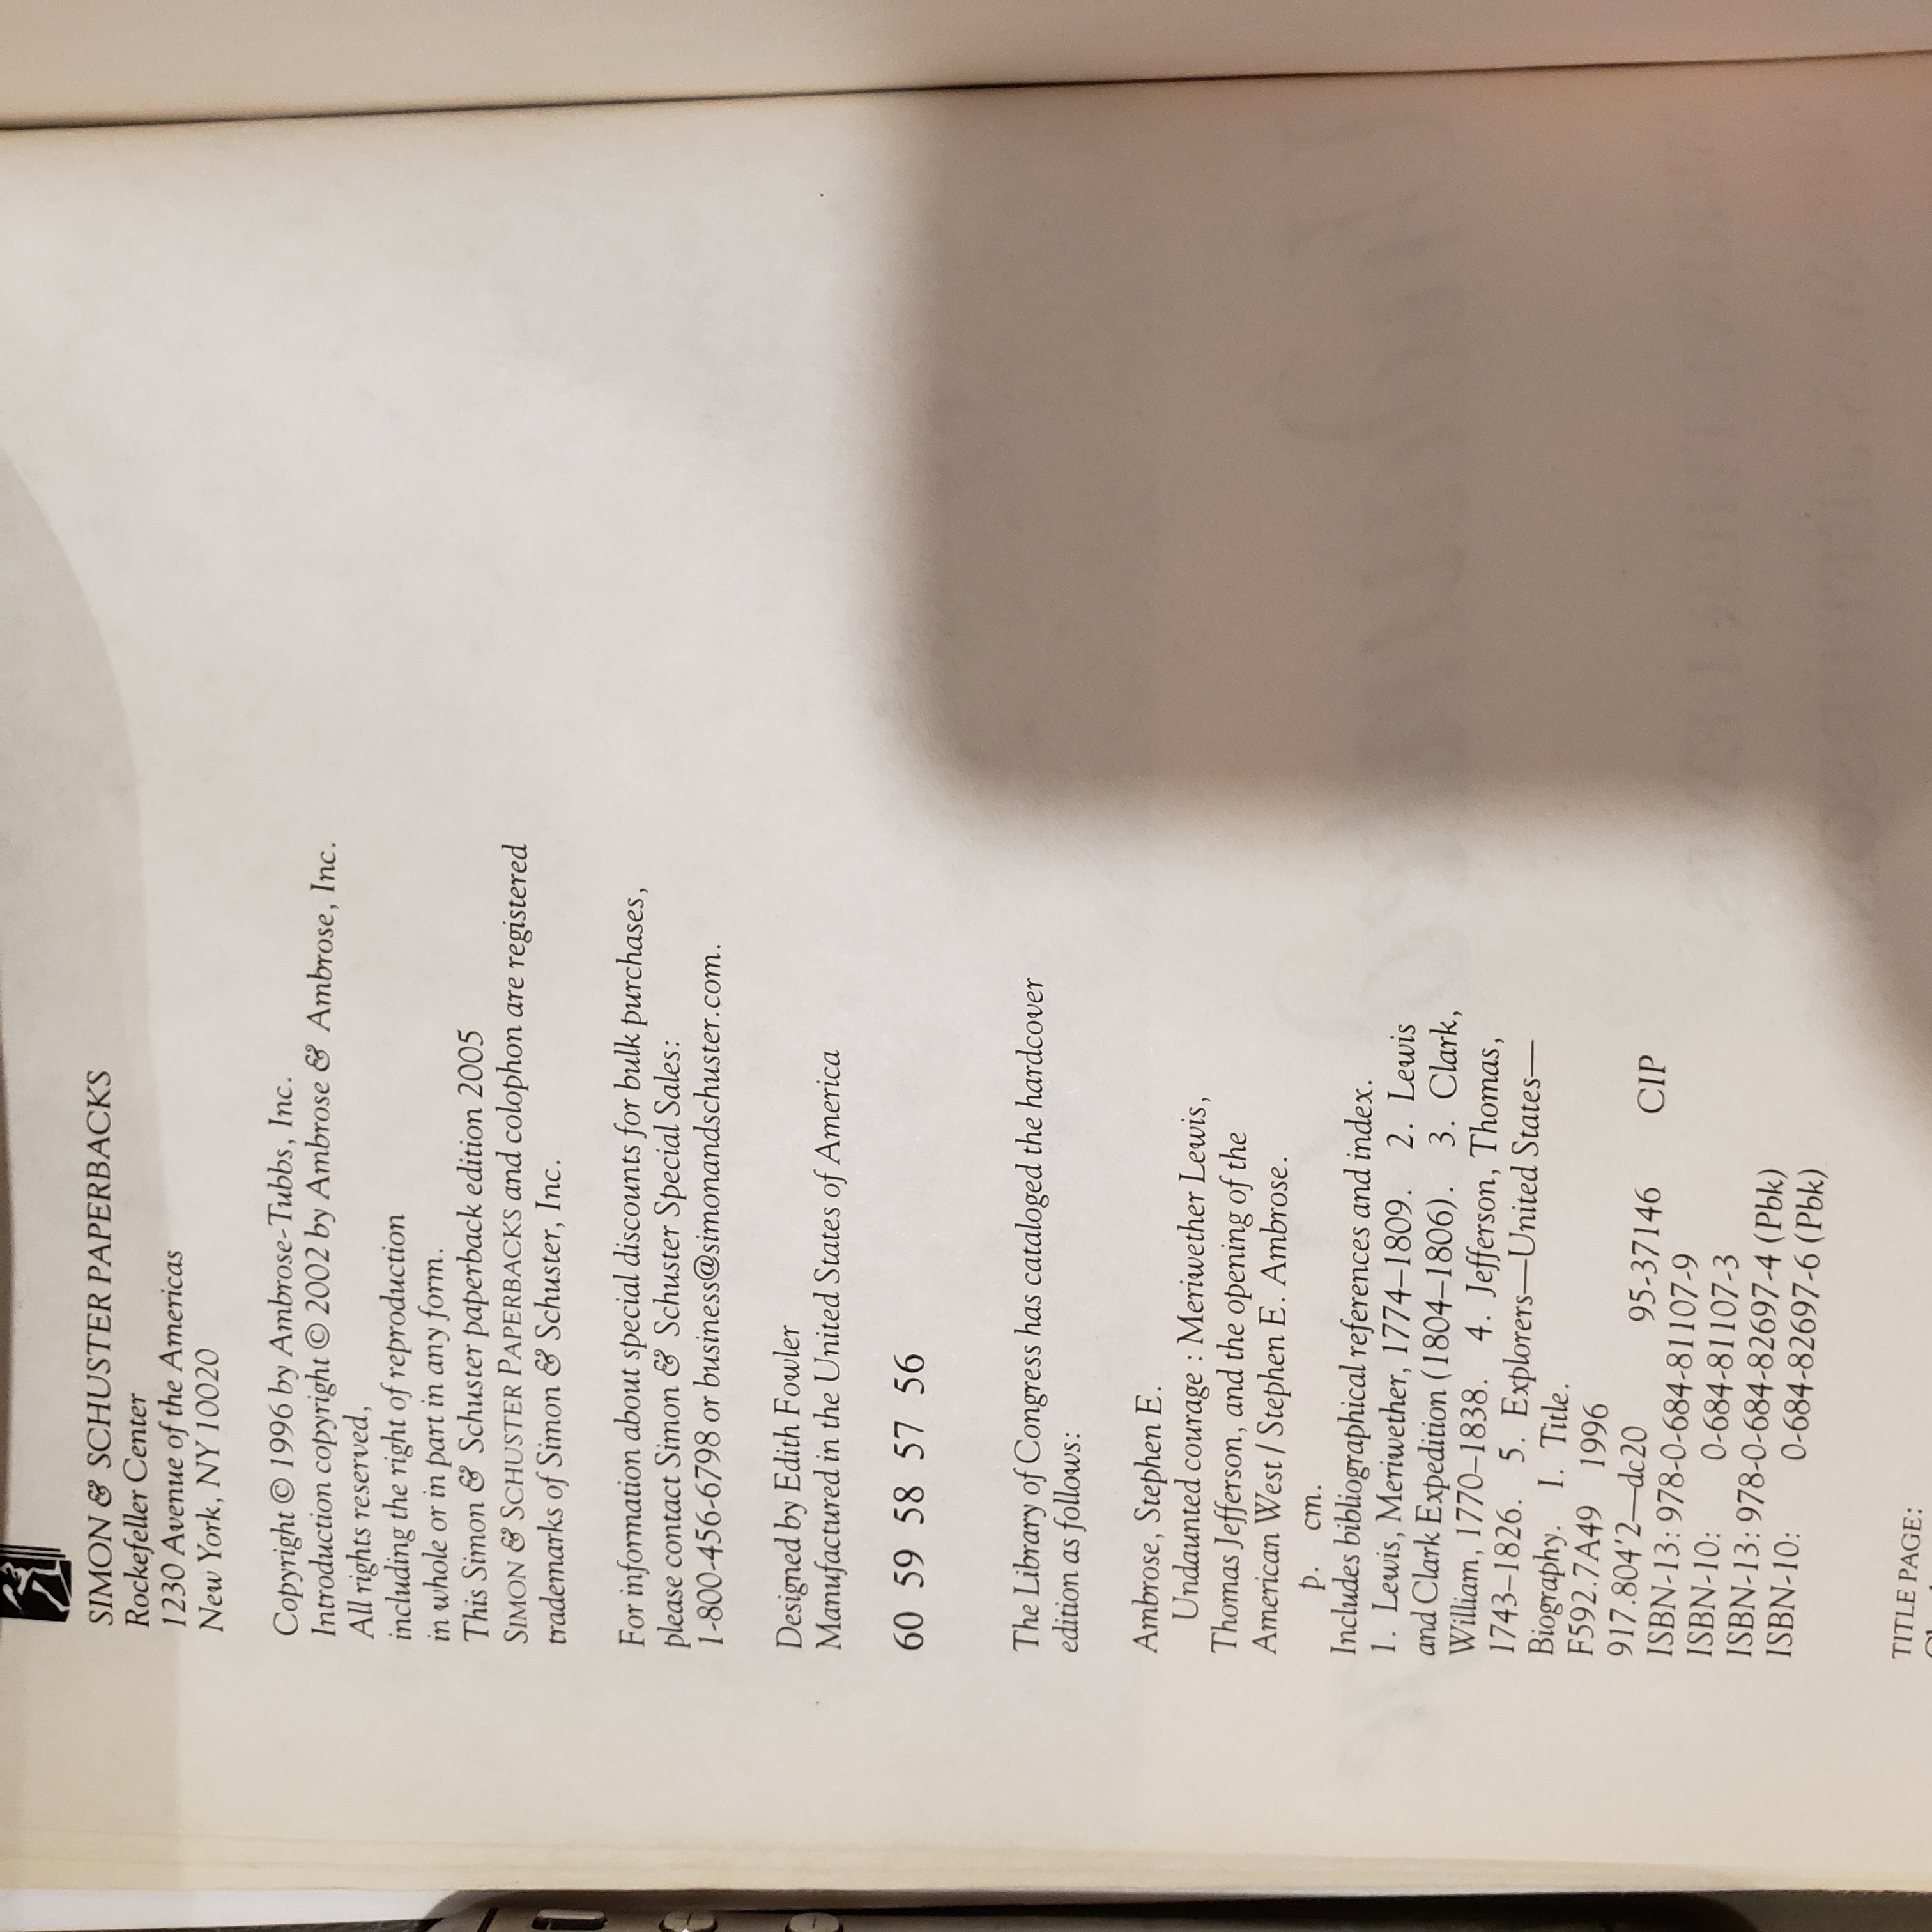 SIMON & SCHUSTER PAPERBACKS
Rockefeller Center
1230 Avenue of the Americas
New York, NY 10020
Copyright © 1996 by Ambrose-Tubbs, Inc.
Introduction copyright © 2002 by Ambrose & Ambrose, Inc.
All rights reserved,
including the right of reproduction
in whole or in part in any form.
This Simon & Schuster paperback edition 2005
SIMON & SCHUSTER PAPERBACKS and colophon are registered
trademarks of Simon & Schuster, Inc.
For information about special discounts for bulk purchases,
please contact Simon & Schuster Special Sales:
1-800-456-6798 or business@simonandschuster.com.
Designed by Edith Fowler
Manufactured in the United States of America
60 59 58 57 56
The Library of Congress has cataloged the hardcover
edition as follows:
Ambrose, Stephen E.
Undaunted courage : Meriwether Lewis,
Thomas Jefferson, and the opening of the
American West / Stephen E. Ambrose.
p. cm.
Includes bibliographical references and index.
1. Lewis, Meriwether, 1774–1809. 2. Lewis
and Clark Expedition (1804–1806). 3. Clark,
William, 1770–1838. 4. Jefferson, Thomas,
1743–1826. 5. Explorers—United States—
Biography. I. Title.
F592.7A49 1996
917.804'2—dc20 95-37146 CIP
ISBN-13: 978-0-684-81107-9
ISBN-10: 0-684-81107-3
ISBN-13: 978-0-684-82697-4 (Pbk)
ISBN-10: 0-684-82697-6 (Pbk)
TITLE PAGE: